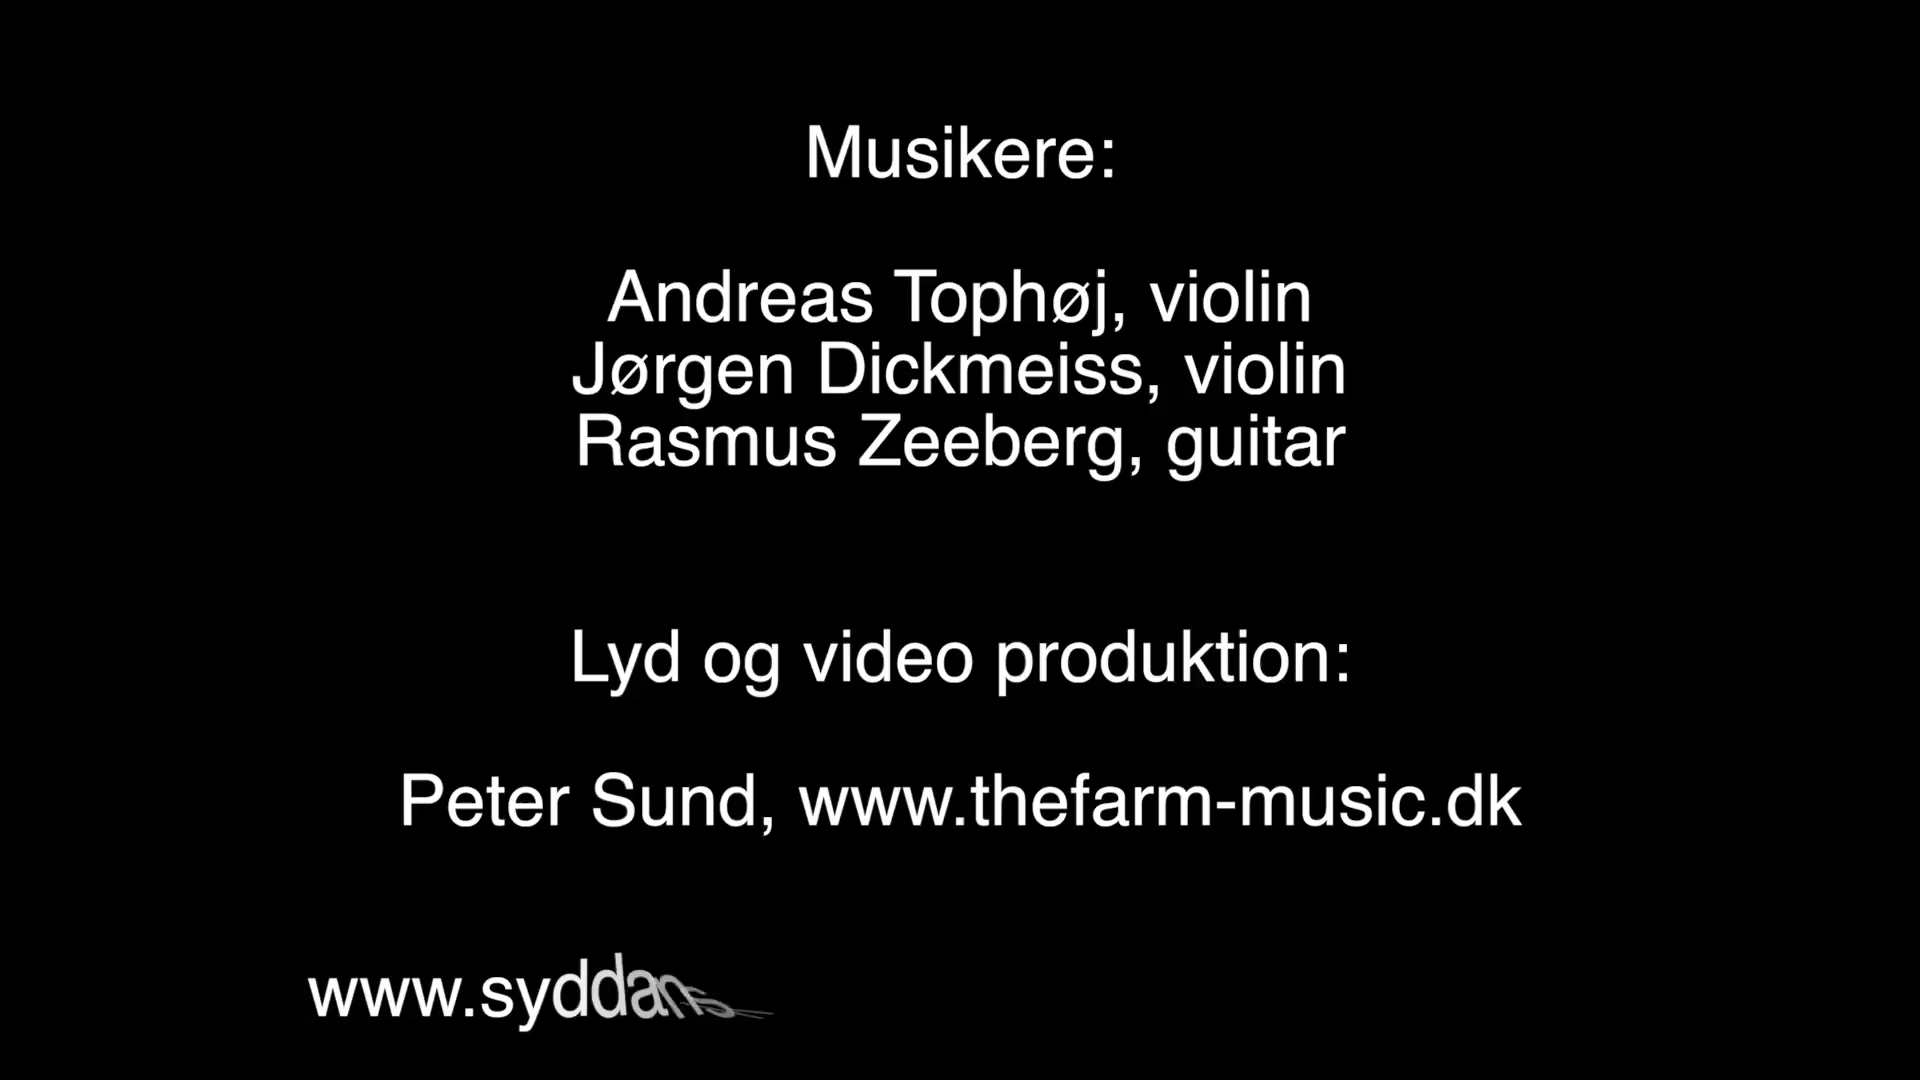 Musikere:
Andreas Tophøj, violin
Jørgen Dickmeiss, violin
Rasmus Zeeberg, guitar
Lyd og video produktion:
Peter Sund, www.thefarm-music.dk
www.syddans